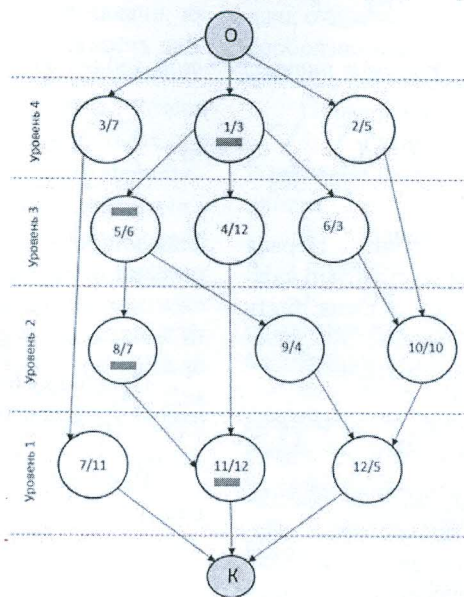 О
Уровень 4
3/7
1/3
2/5
Уровень 3
5/6
4/12
6/3
Уровень 2
8/7
9/4
10/10
Уровень 1
7/11
11/12
12/5
К